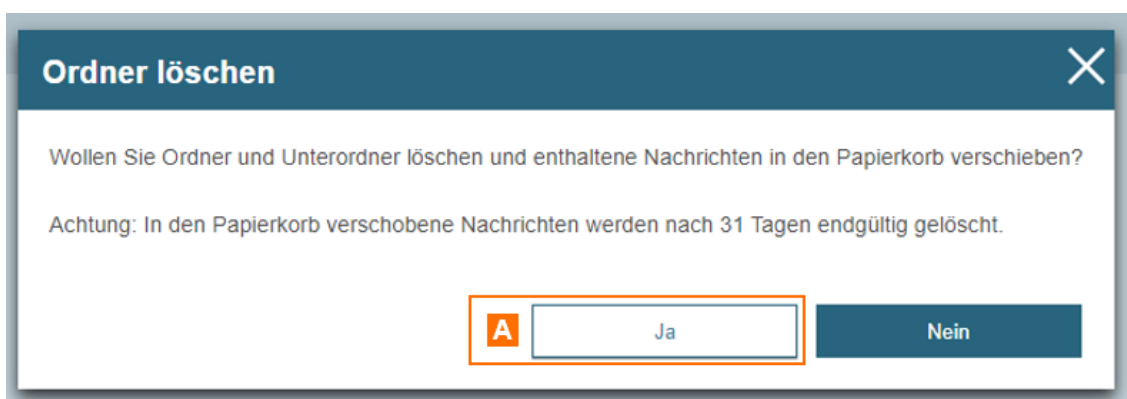 Ordner löschen
Wollen Sie Ordner und Unterordner löschen und enthaltene Nachrichten in den Papierkorb verschieben?
Achtung: In den Papierkorb verschobene Nachrichten werden nach 31 Tagen endgültig gelöscht.
A Ja Nein